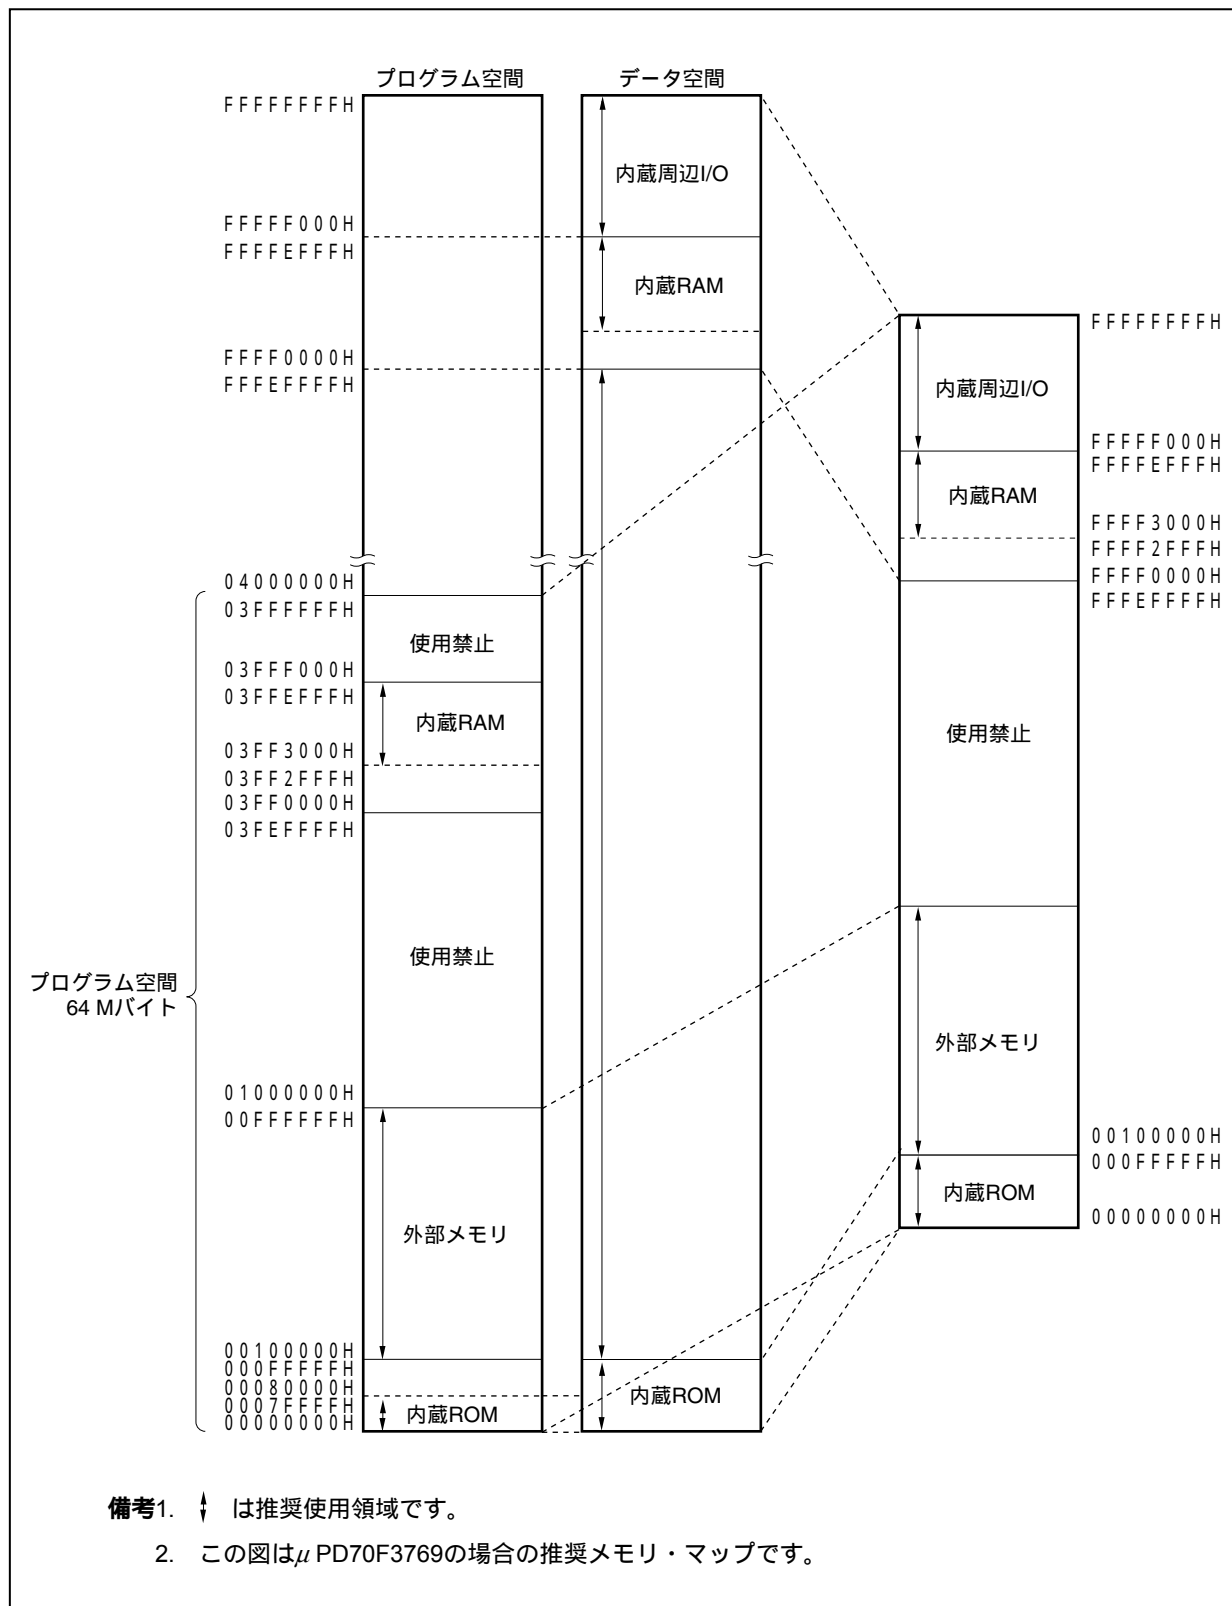 プログラム空間
データ空間
FFFFFFFFH
内蔵周辺I/O
FFFFF000H
FFFFEFFFH
内蔵RAM
FFFF0000H
FFFEFFFFH
04000000H
03FFFFFFH
使用禁止
03FFF000H
03FFEFFFH
内蔵RAM
03FF3000H
03FF2FFFH
03FF0000H
03FEFFFFH
使用禁止
プログラム空間
64 Mバイト
01000000H
00FFFFFFH
外部メモリ
00100000H
000FFFFFH
00080000H
0007FFFFH
00000000H
内蔵ROM
内蔵ROM
FFFFFFFFH
内蔵周辺I/O
FFFFF000H
FFFFEFFFH
内蔵RAM
FFFF3000H
FFFF2FFFH
FFFF0000H
FFFEFFFFH
使用禁止
外部メモリ
00100000H
000FFFFFH
内蔵ROM
00000000H
備考1. は推奨使用領域です。
2. この図はμPD70F3769の場合の推奨メモリ・マップです。